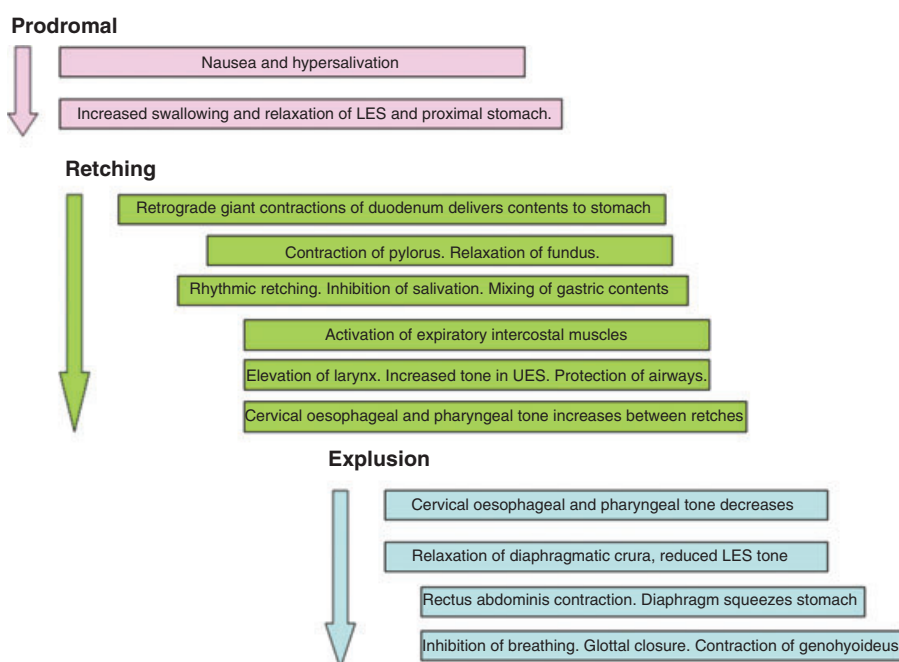 Prodromal
Nausea and hypersalivation
Increased swallowing and relaxation of LES and proximal stomach.
Retching
Retrograde giant contractions of duodenum delivers contents to stomach
Contraction of pylorus. Relaxation of fundus.
Rhythmic retching. Inhibition of salivation. Mixing of gastric contents
Activation of expiratory intercostal muscles
Elevation of larynx. Increased tone in UES. Protection of airways.
Cervical oesophageal and pharyngeal tone increases between retches
Explusion
Cervical oesophageal and pharyngeal tone decreases
Relaxation of diaphragmatic crura, reduced LES tone
Rectus abdominis contraction. Diaphragm squeezes stomach
Inhibition of breathing. Glottal closure. Contraction of genohyoideus